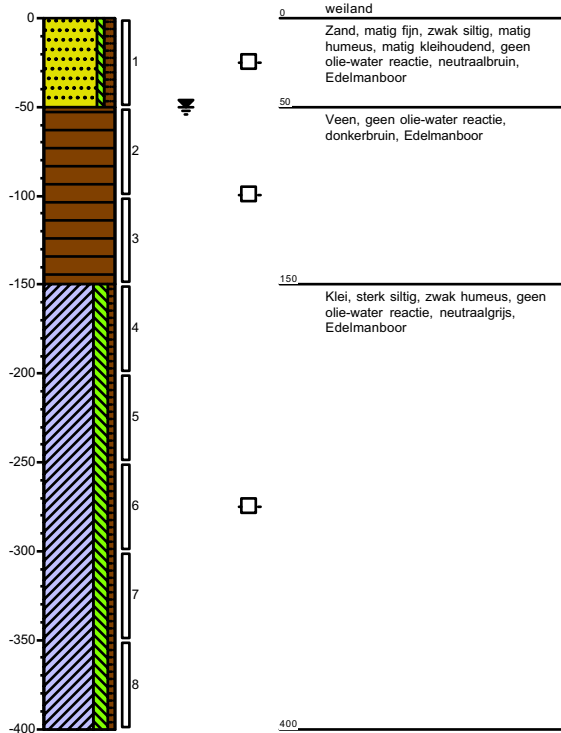 0
-50
-100
-150
-200
-250
-300
-350
-400
1
2
3
4
5
6
7
8
0
weiland
Zand, matig fijn, zwak siltig, matig
humeus, matig kleihoudend, geen
olie-water reactie, neutraalbruin,
Edelmanboor
50
Veen, geen olie-water reactie,
donkerbruin, Edelmanboor
150
Klei, sterk siltig, zwak humeus, geen
olie-water reactie, neutraalgrijs,
Edelmanboor
400